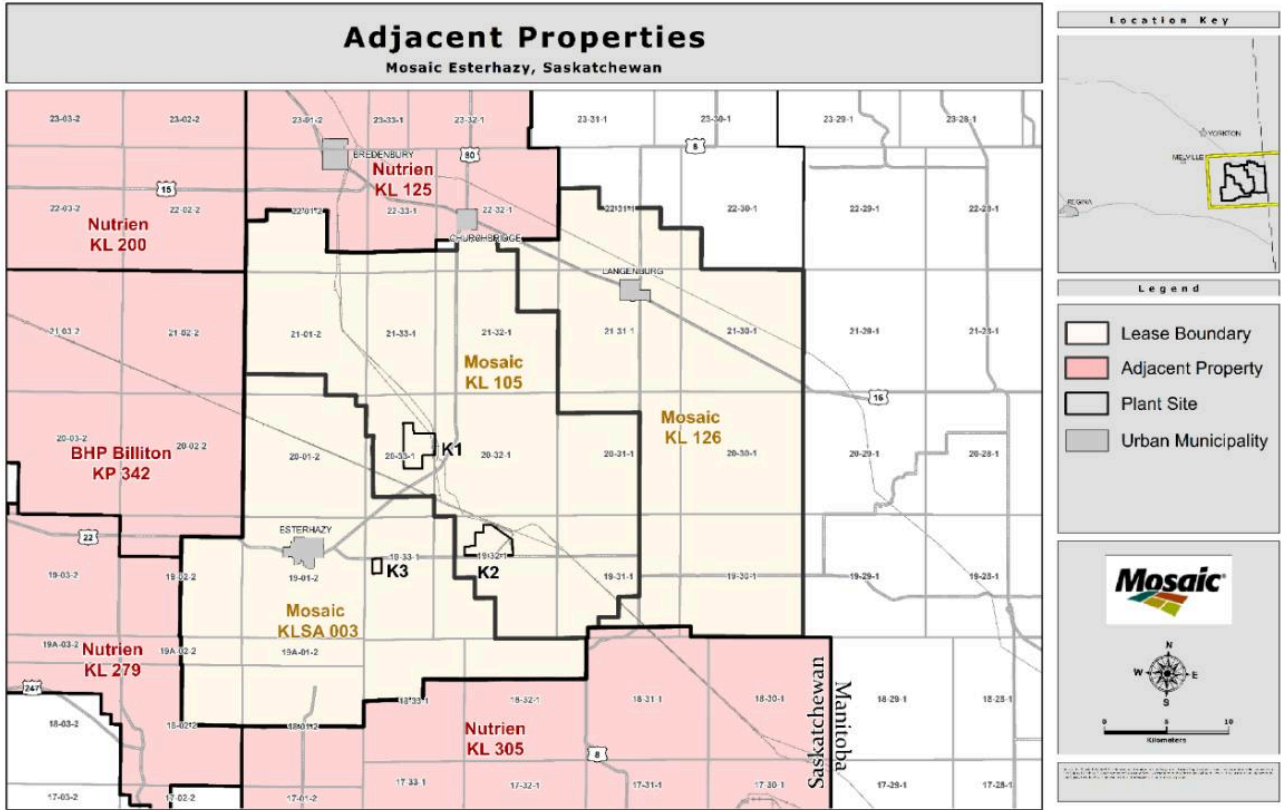 Adjacent Properties
Mosaic Esterhazy, Saskatchewan
23-03-2
23-02-2
23-01-2
23-33-1
23-32-1
23-31-1
23-30-1
23-29-1
23-28-1
BREDENBURY
80
8
Nutrien
KL 125
15
22-03-2
22-02-2
22-01-2
22-33-1
22-32-1
22-31-1
22-30-1
22-29-1
Nutrien
KL 200
CHURCHBRIDGE
LANGENBURG
21-03-2
21-02-2
21-01-2
21-33-1
21-32-1
21-31-1
21-30-1
21-29-1
Mosaic
KL 105
16
Mosaic
KL 126
20-03-2
20-02-2
20-01-2
20-33-1
20-32-1
20-31-1
20-30-1
20-29-1
20-28-1
BHP Billiton
KP 342
K1
22
ESTERHAZY
19-03-2
19-02-2
19-01-2
19-33-1
19-32-1
19-31-1
19-30-1
19-29-1
19-28-1
K3
K2
Mosaic
KLSA 003
19A-03-2
19A-02-2
19A-01-2
Nutrien
KL 279
247
18-03-2
18-02-2
18-01-2
18-33-1
18-32-1
18-31-1
18-30-1
18-29-1
18-28-1
Nutrien
KL 305
8
Saskatchewan
Manitoba
17-03-2
17-02-2
17-01-2
17-33-1
17-32-1
17-31-1
17-30-1
17-29-1
17-28-1
Location Key
YORKTON
MELVILLE
REGINA
Legend
Lease Boundary
Adjacent Property
Plant Site
Urban Municipality
Mosaic
N
W
E
S
0
5
10
Kilometers